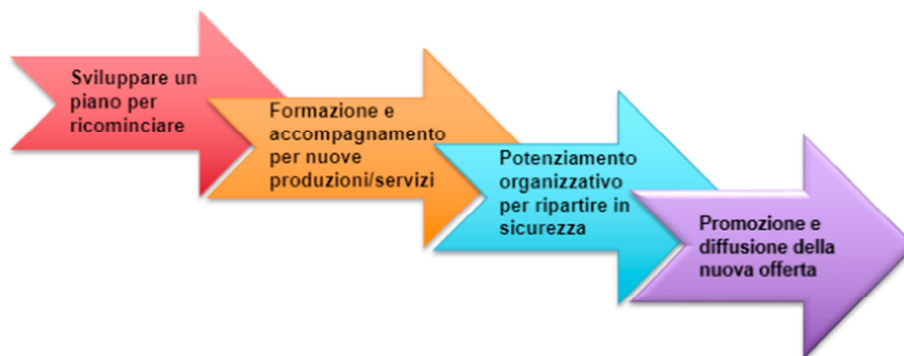 Sviluppare un
piano per
ricominciare
Formazione e
accompagnamento
per nuove
produzioni/servizi
Potenziamento
organizzativo
per ripartire in
sicurezza
Promozione e
diffusione della
nuova offerta